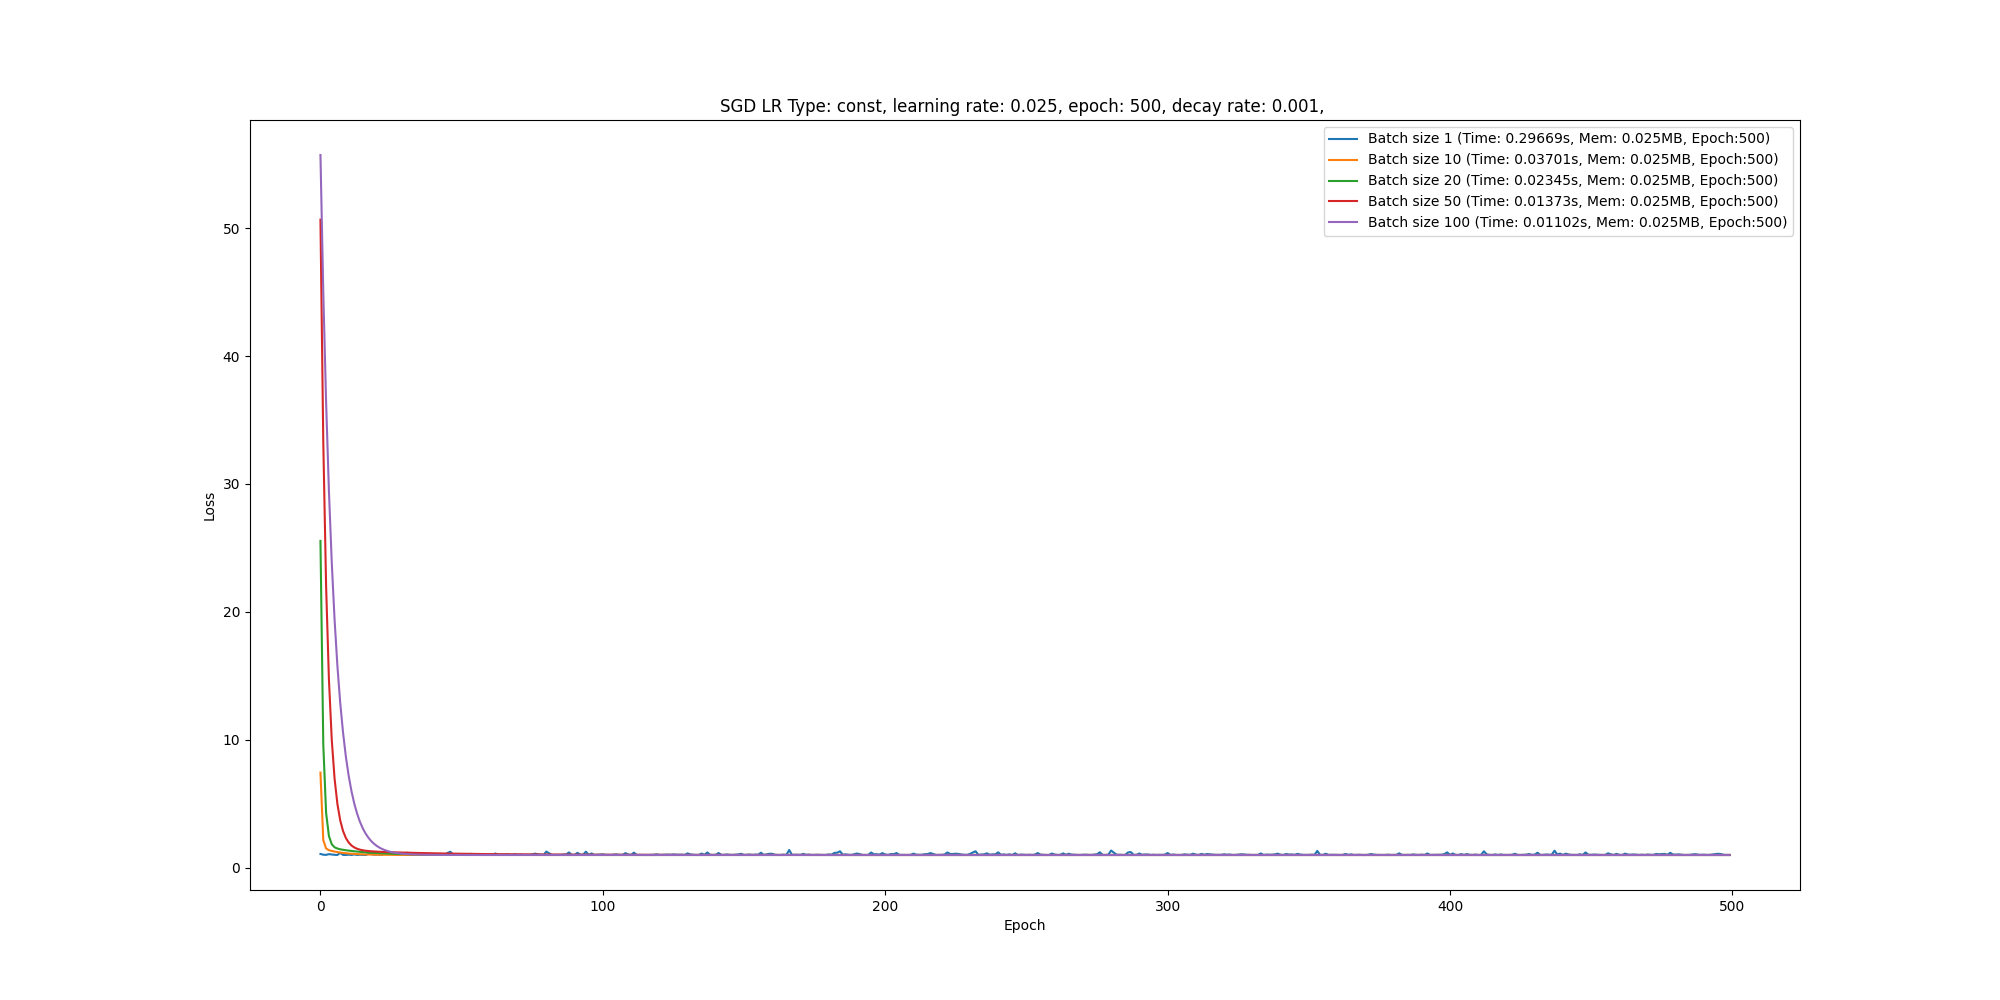 SGD LR Type: const, learning rate: 0.025, epoch: 500, decay rate: 0.001,
Batch size 1 (Time: 0.29669s, Mem: 0.025MB, Epoch:500)
Batch size 10 (Time: 0.03701s, Mem: 0.025MB, Epoch:500)
Batch size 20 (Time: 0.02345s, Mem: 0.025MB, Epoch:500)
Batch size 50 (Time: 0.01373s, Mem: 0.025MB, Epoch:500)
Batch size 100 (Time: 0.01102s, Mem: 0.025MB, Epoch:500)
50
40
30
20
10
0
Loss
0 100 200 300 400 500
Epoch